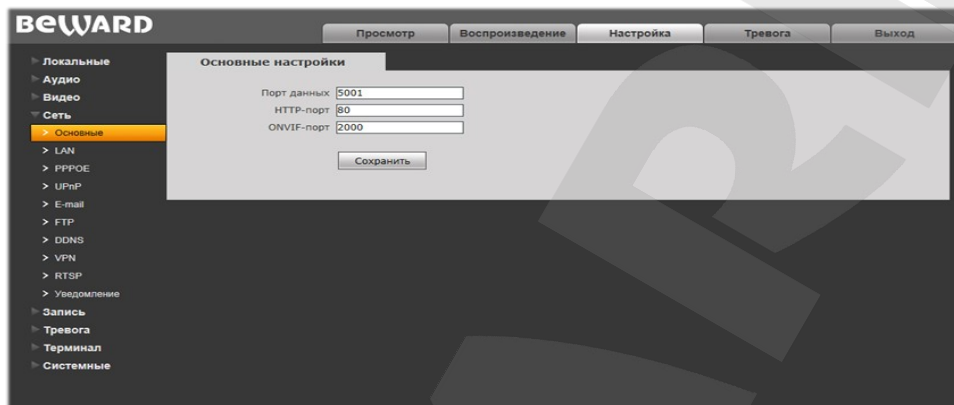 BEWARD
Просмотр
Воспроизведение
Настройка
Тревога
Выход
Локальные
Аудио
Видео
Сеть
> Основные
> LAN
> PPPOE
> UPnP
> E-mail
> FTP
> DDNS
> VPN
> RTSP
> Уведомление
Запись
Тревога
Терминал
Системные
Основные настройки
Порт данных 5001
HTTP-порт 80
ONVIF-порт 2000
Сохранить